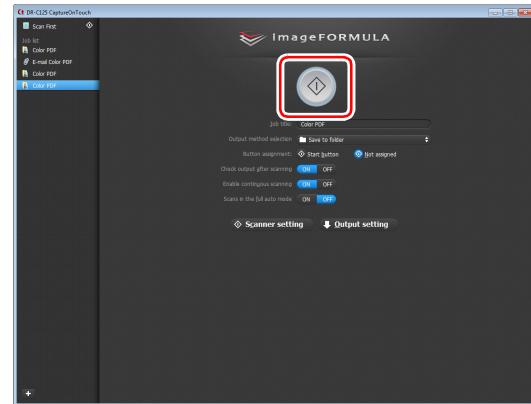 Ct DR-C125 CaptureOnTouch
Scan First
Job list
Color PDF
E-mail Color PDF
Color PDF
Color PDF
imageFORMULA
Job title: Color PDF
Output method selection Save to folder
Button assignment: Start button Not assigned
Check output after scanning ON OFF
Enable continuous scanning ON OFF
Scans in the full auto mode ON OFF
Scanner setting Output setting
+